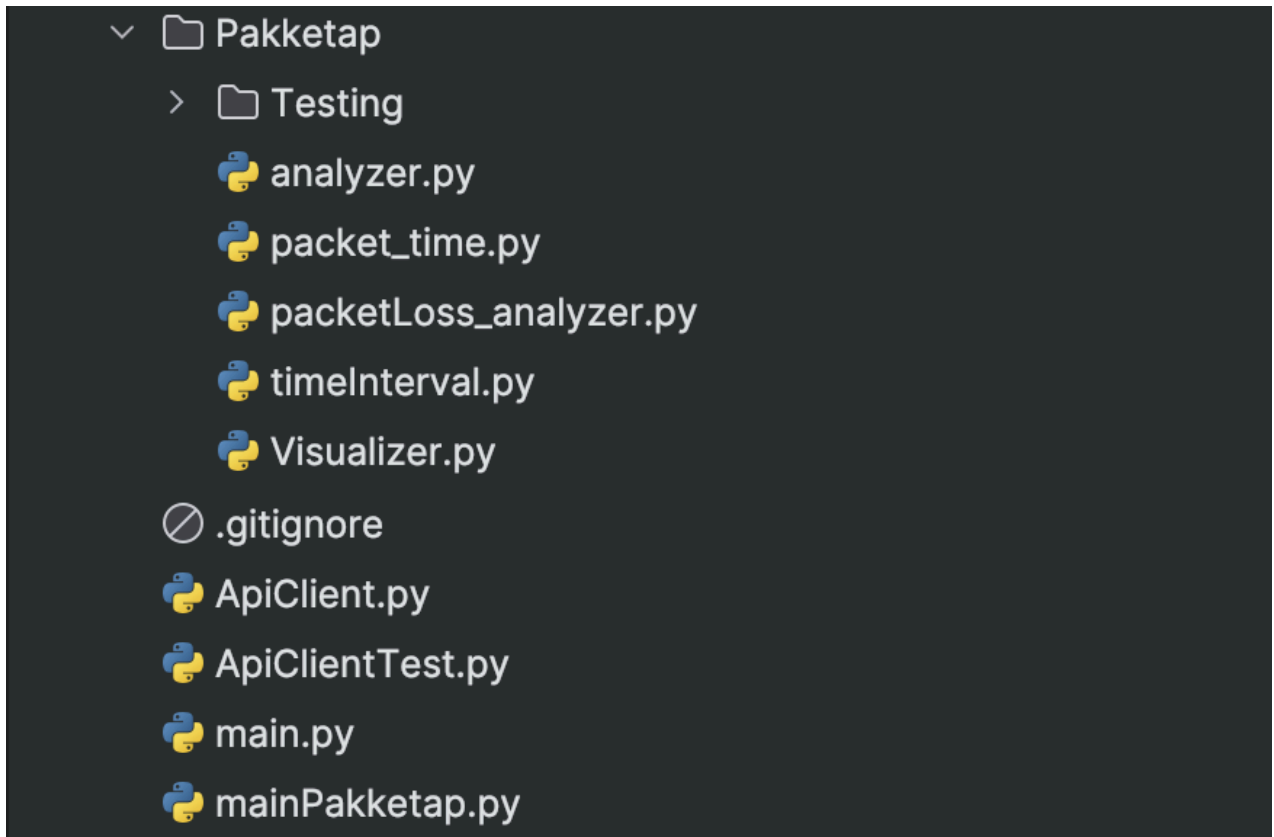 Pakketap
Testing
analyzer.py
packet_time.py
packetLoss_analyzer.py
timeInterval.py
Visualizer.py
.gitignore
ApiClient.py
ApiClientTest.py
main.py
mainPakketap.py